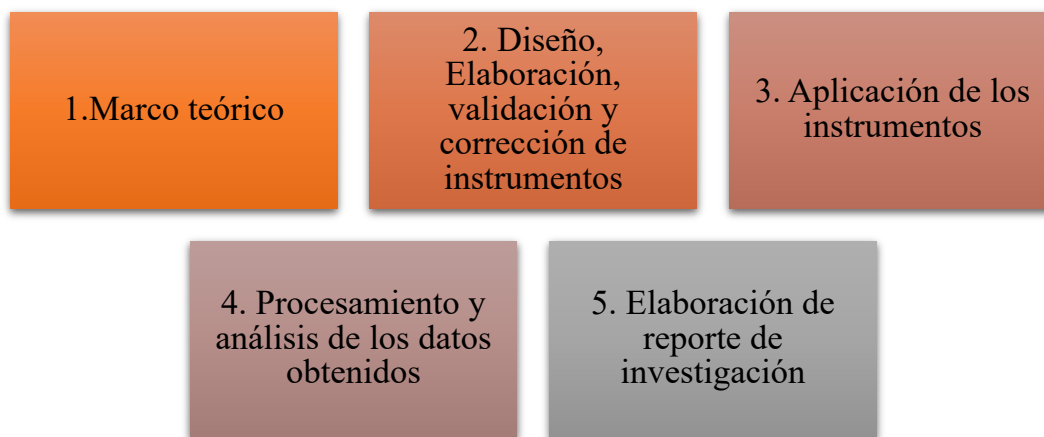 1.Marco teórico
2. Diseño,
Elaboración,
validación y
corrección de
instrumentos
3. Aplicación de los
instrumentos
4. Procesamiento y
análisis de los datos
obtenidos
5. Elaboración de
reporte de
investigación